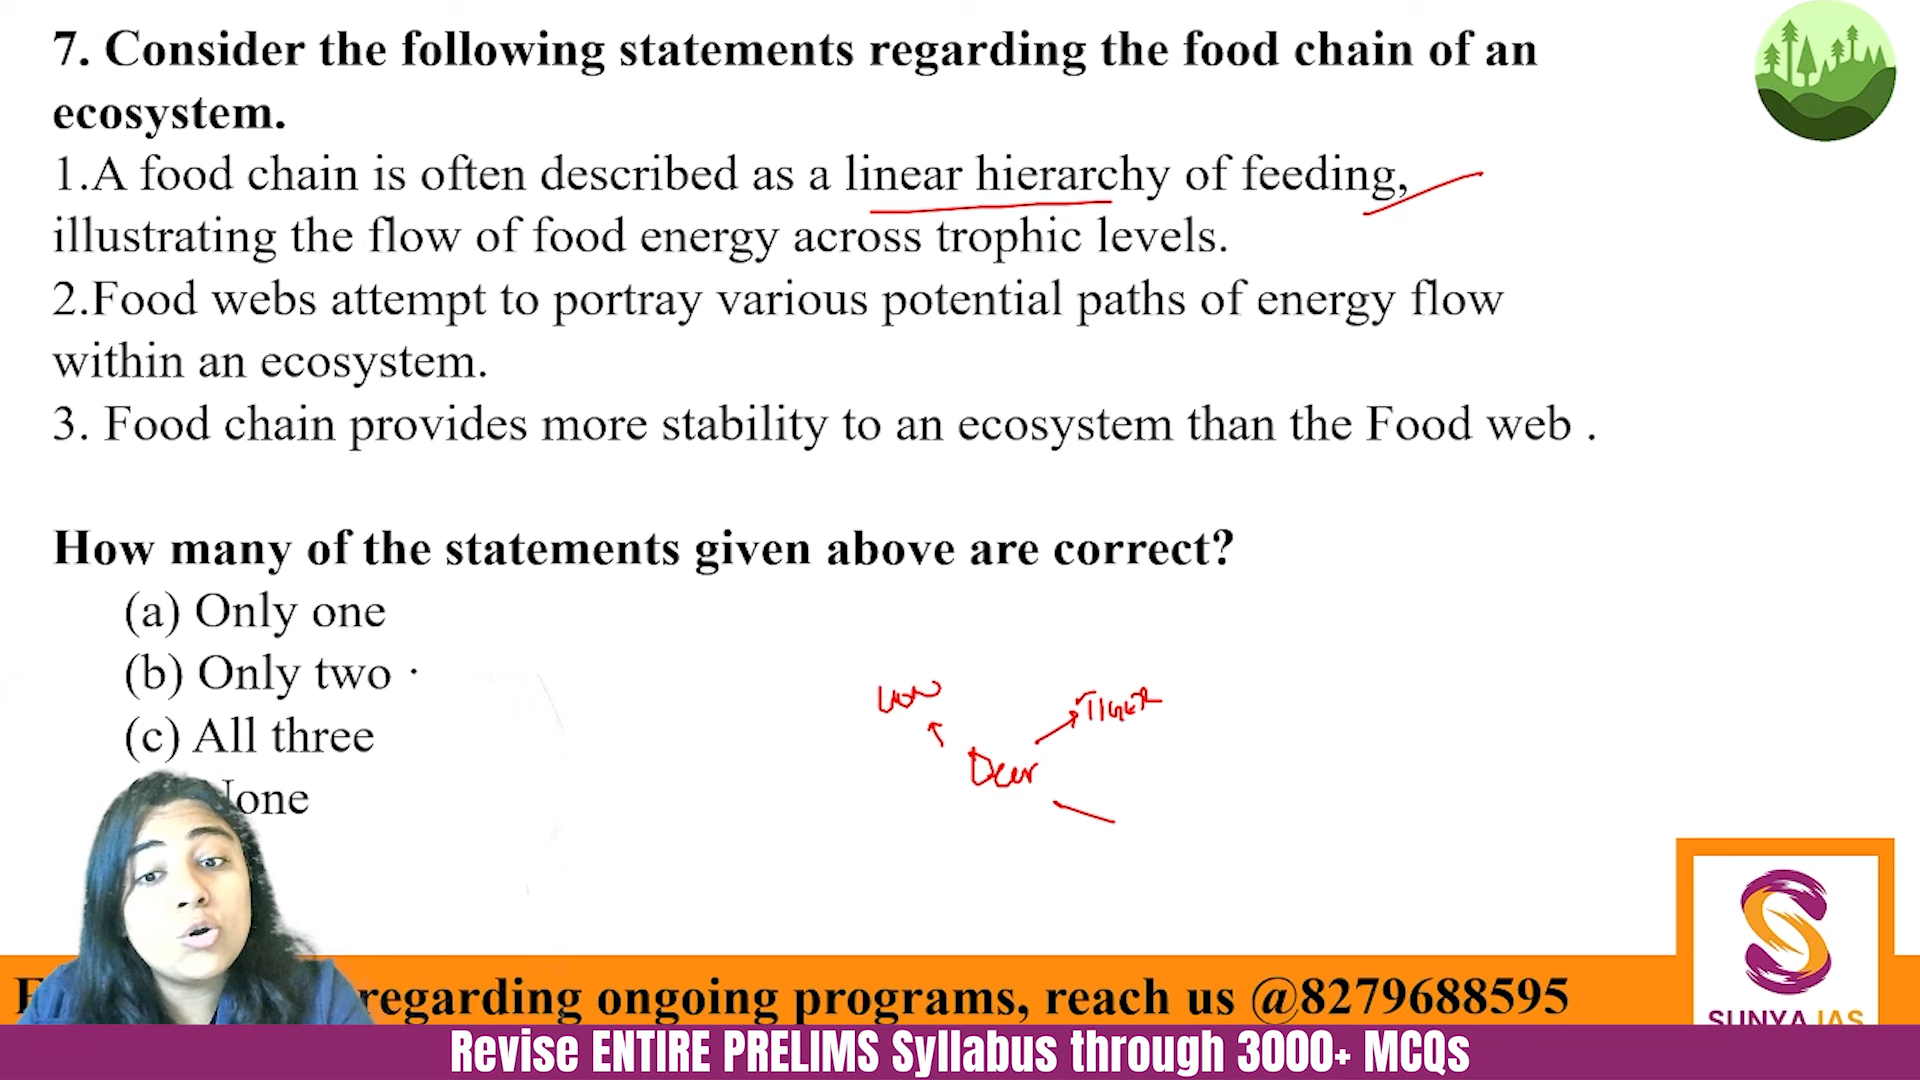 7. Consider the following statements regarding the food chain of an
ecosystem.
1.A food chain is often described as a linear hierarchy of feeding,
illustrating the flow of food energy across trophic levels.
2.Food webs attempt to portray various potential paths of energy flow
within an ecosystem.
3. Food chain provides more stability to an ecosystem than the Food web .
How many of the statements given above are correct?
(a) Only one
(b) Only two
(c) All three
None
Lion
TIGER
Deer
regarding ongoing programs, reach us @8279688595
SUNYA IAS
Revise ENTIRE PRELIMS Syllabus through 3000+ MCQs